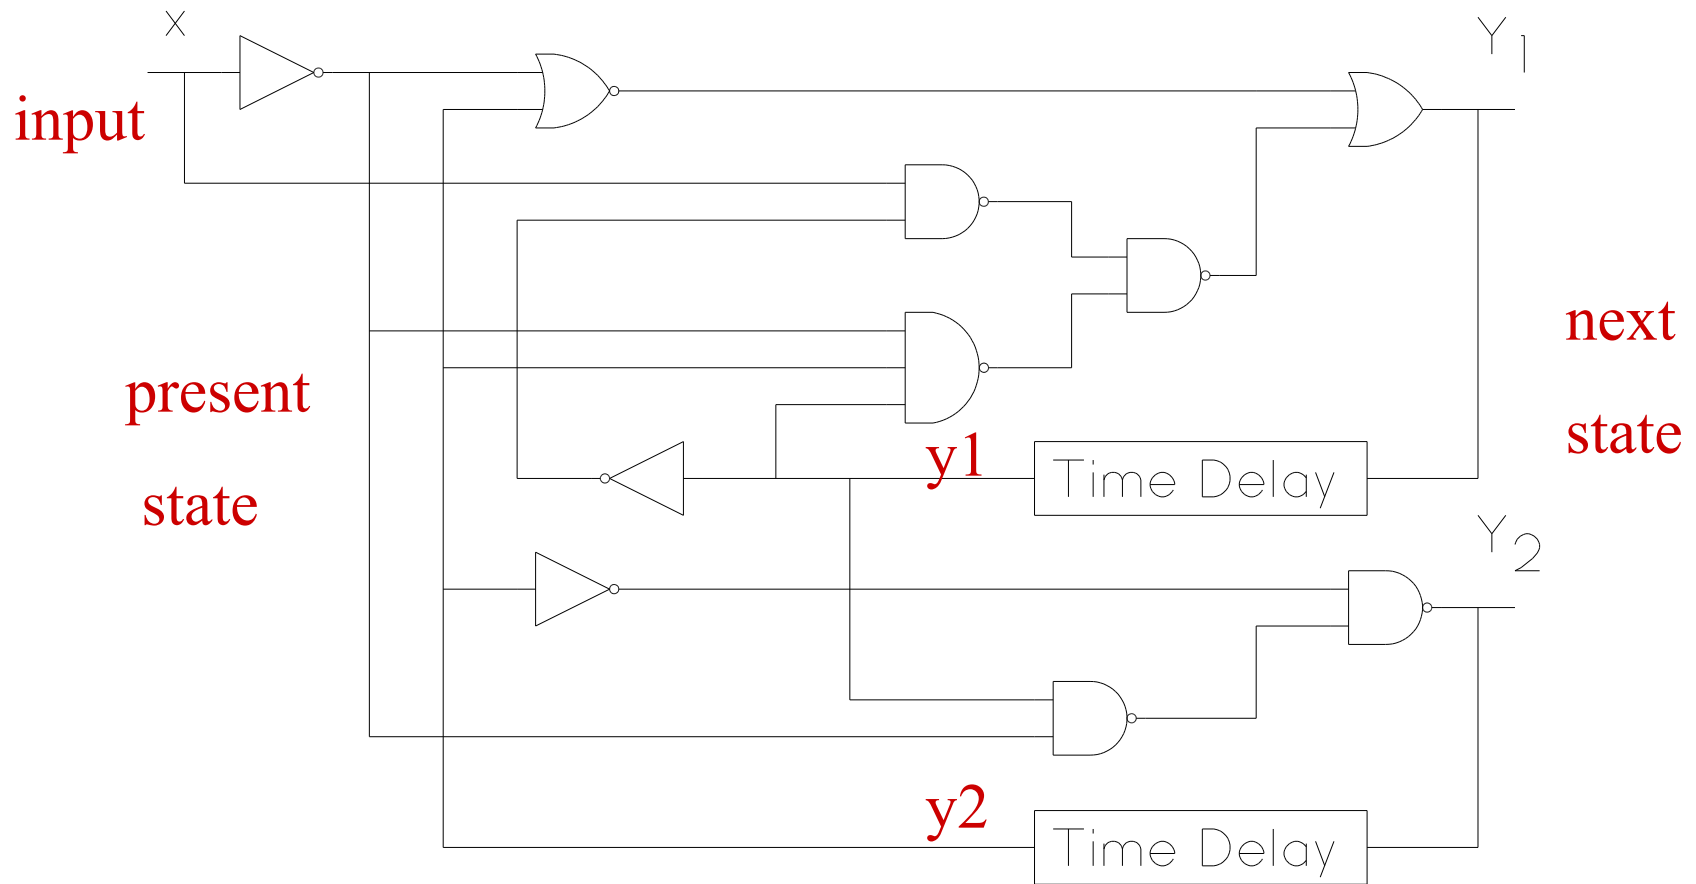 X
Y1
input
next
present
y1
Time Delay
state
state
Y2
y2
Time Delay